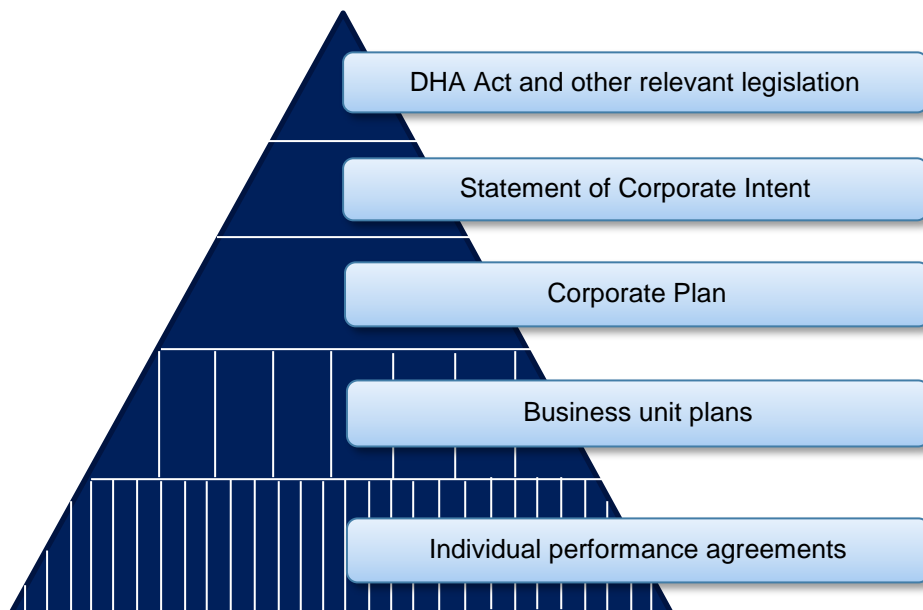 DHA Act and other relevant legislation
Statement of Corporate Intent
Corporate Plan
Business unit plans
Individual performance agreements